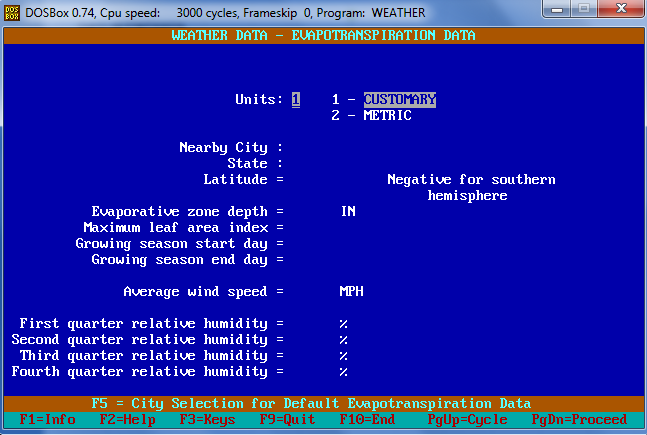 DOS BOX DOSBox 0.74, Cpu speed: 3000 cycles, Frameskip 0, Program: WEATHER
WEATHER DATA - EVAPOTRANSPIRATION DATA
Units: 1 1 - CUSTOMARY
2 - METRIC
Nearby City :
State :
Latitude = Negative for southern
hemisphere
Evaporative zone depth = IN
Maximum leaf area index =
Growing season start day =
Growing season end day =
Average wind speed = MPH
First quarter relative humidity = %
Second quarter relative humidity = %
Third quarter relative humidity = %
Fourth quarter relative humidity = %
F5 = City Selection for Default Evapotranspiration Data
F1=Info F2=Help F3=Keys F9=Quit F10=End PgUp=Cycle PgDn=Proceed